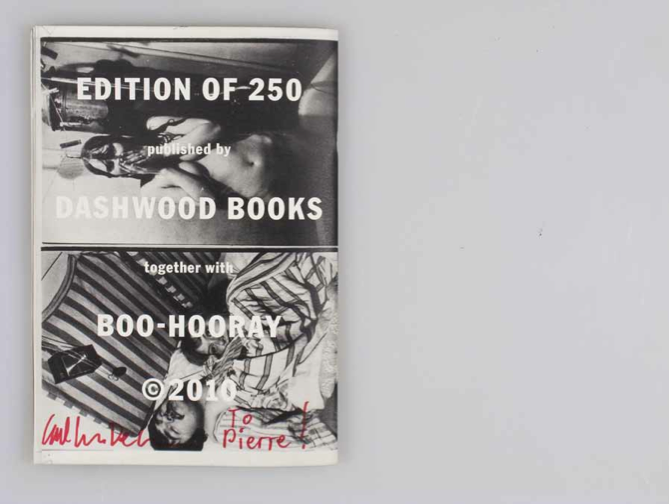 EDITION OF 250
published by
DASHWOOD BOOKS
together with
BOO-HOORAY
©2010
To
Pierre!